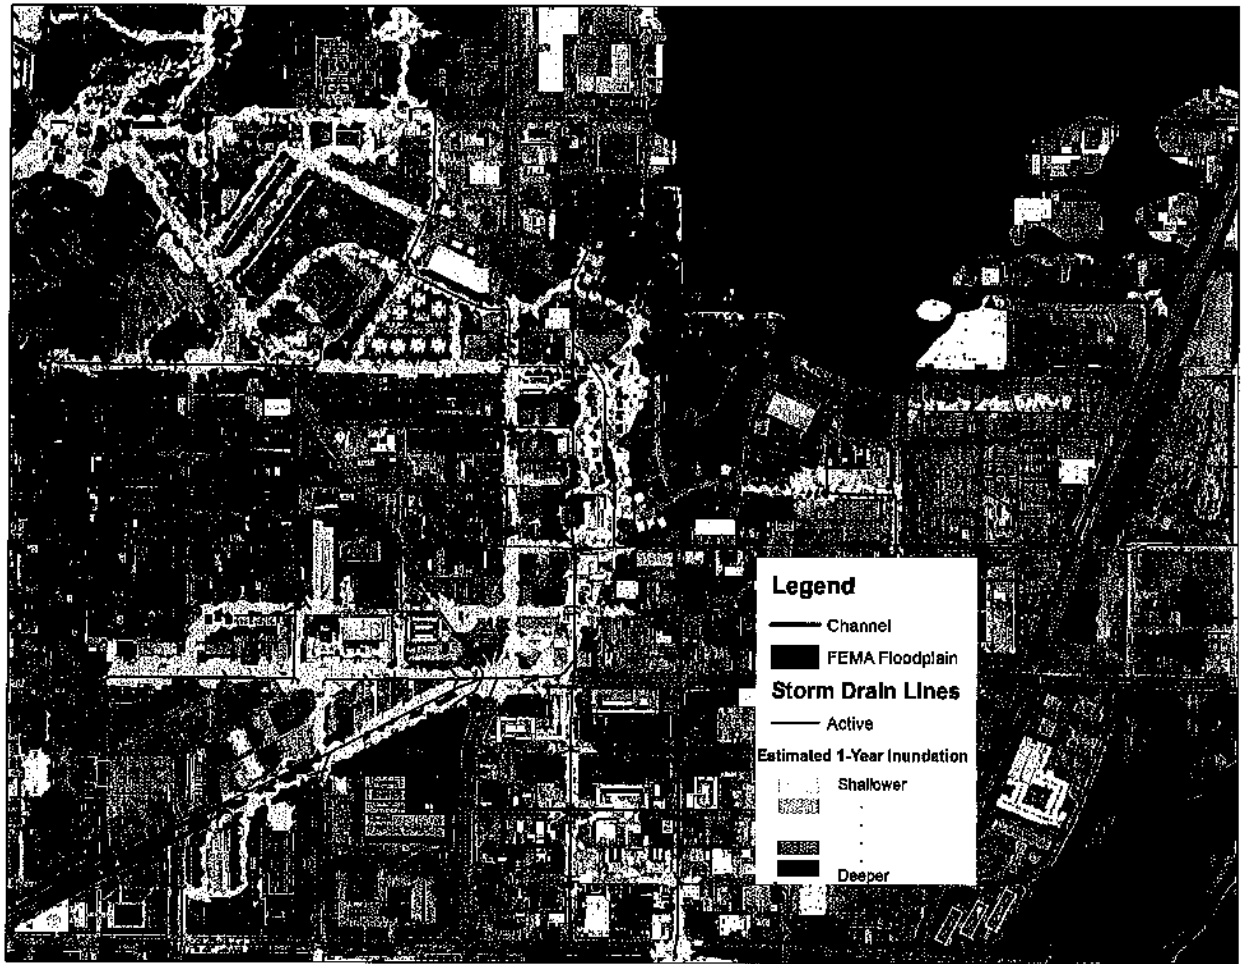 Legend
Channel
FEMA Floodplain
Storm Drain Lines
Active
Estimated 1-Year Inundation
Shallower
Deeper